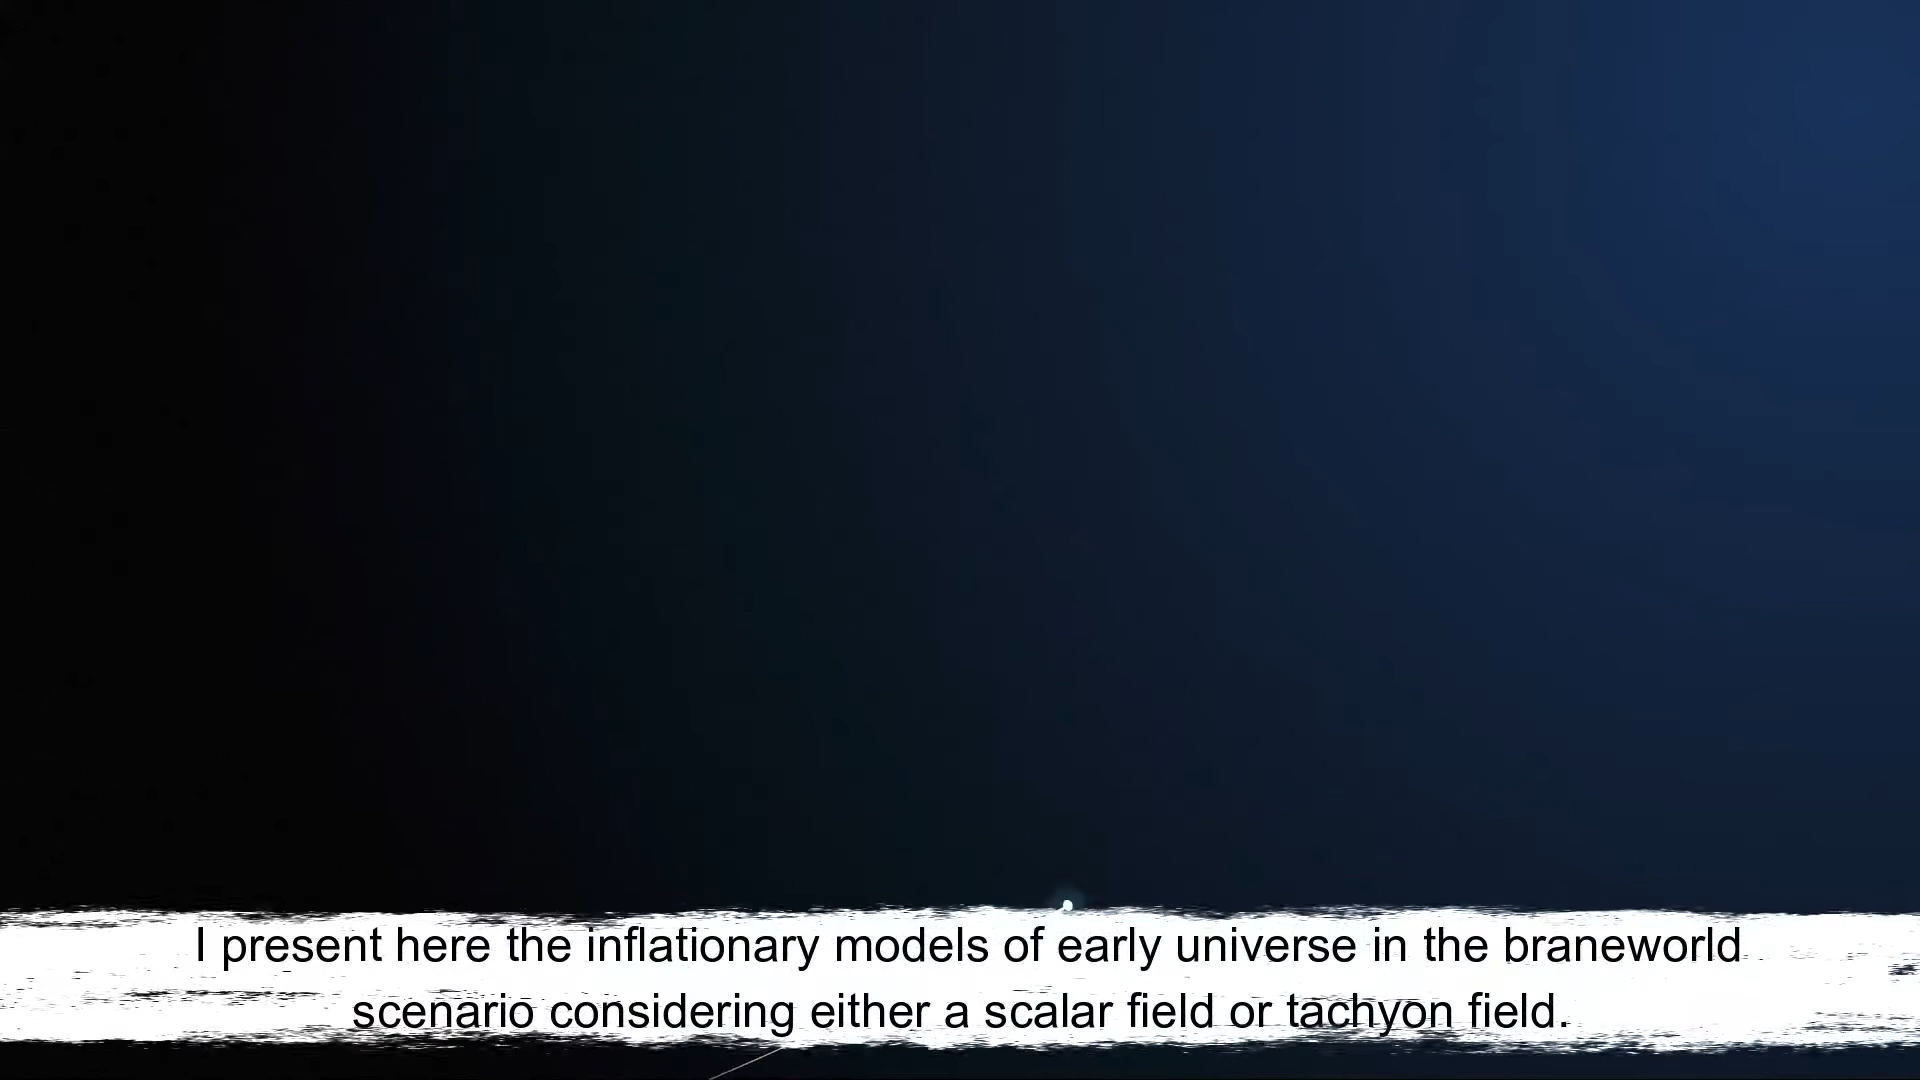 I present here the inflationary models of early universe in the braneworld
scenario considering either a scalar field or tachyon field.